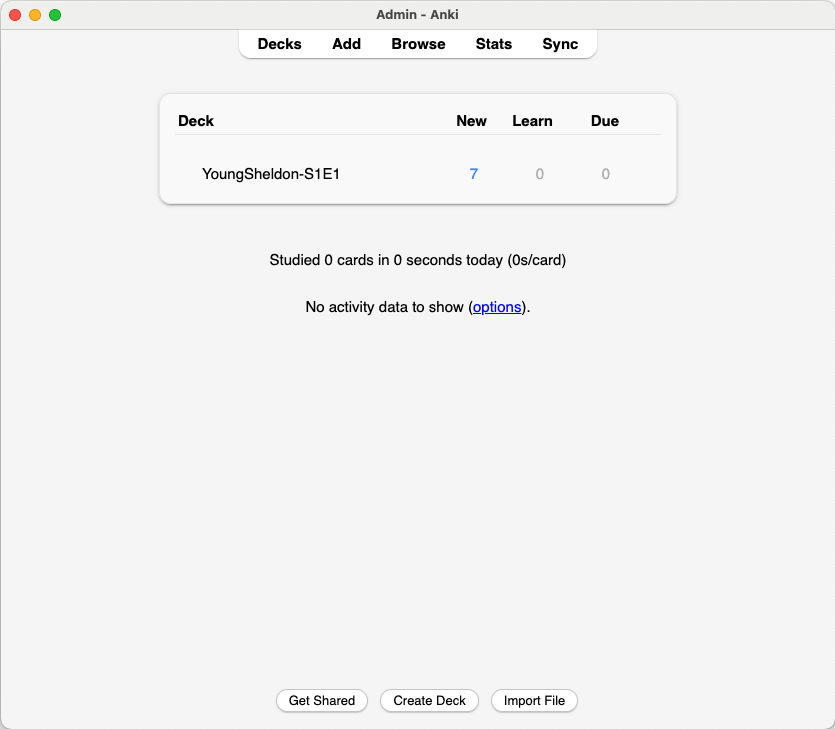 Admin - Anki
Decks Add Browse Stats Sync
Deck New Learn Due
YoungSheldon-S1E1 7 0 0
Studied 0 cards in 0 seconds today (0s/card)
No activity data to show (options).
Get Shared Create Deck Import File